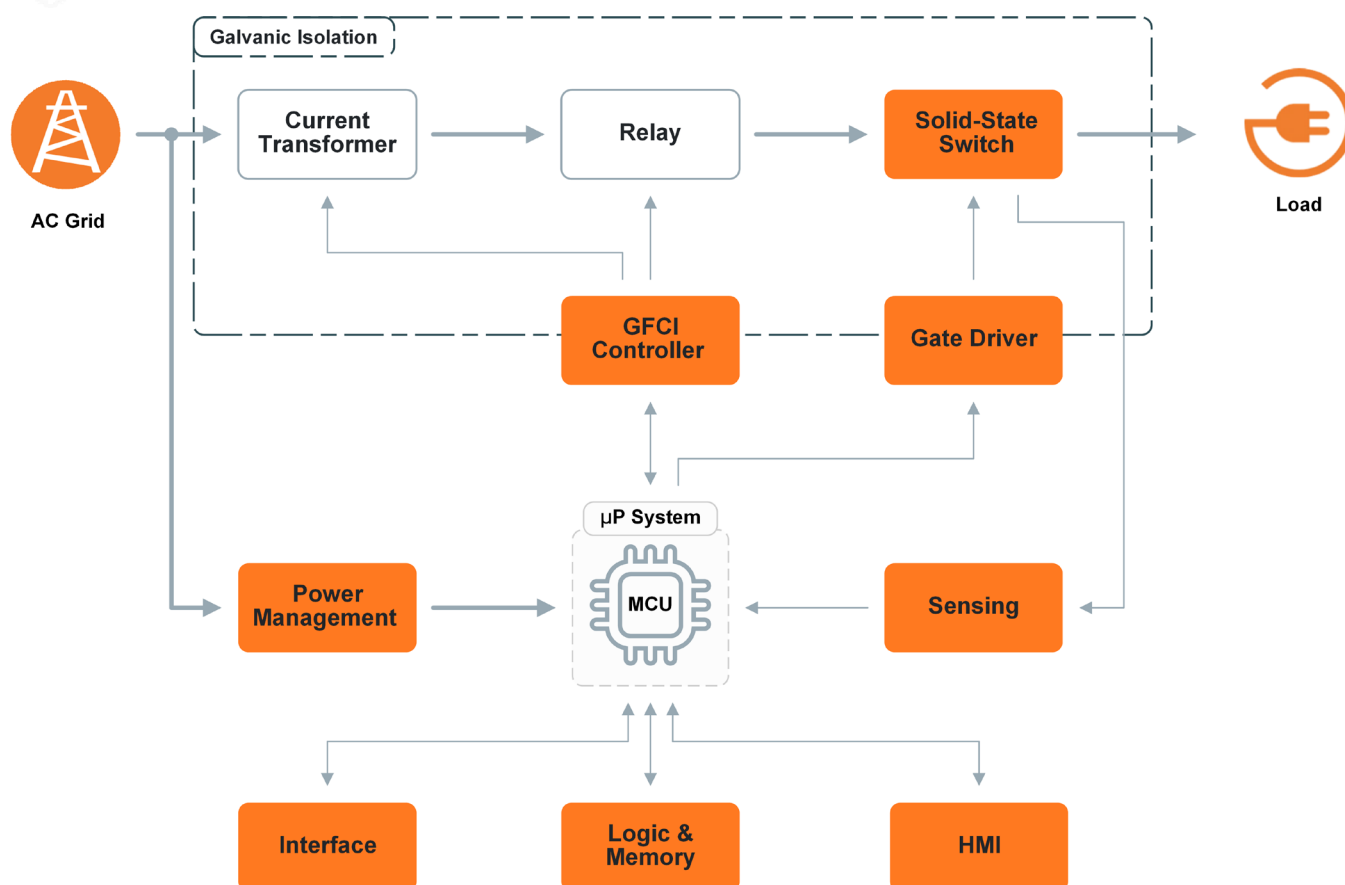 Galvanic Isolation
Current
Transformer
Relay
Solid-State
Switch
AC Grid
Load
GFCI
Controller
Gate Driver
µP System
MCU
Power
Management
Sensing
Interface
Logic &
Memory
HMI